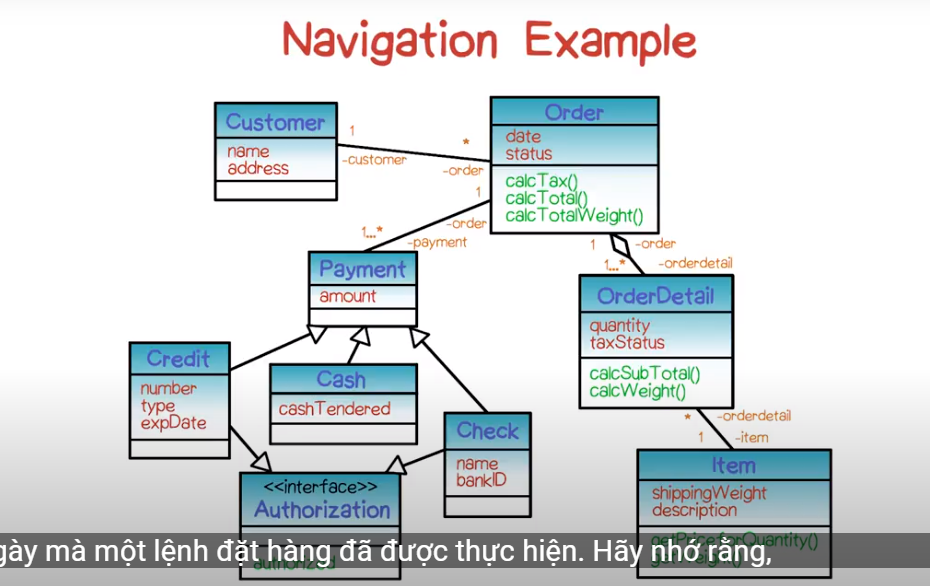 Navigation Example
Customer
name
address
1
-customer
*
-order
Order
date
status
calcTax()
calcTotal()
calcTotalWeight()
1
-order
1...*
-payment
Payment
amount
1
-order
1...*
-orderdetail
OrderDetail
quantity
taxStatus
calcSubTotal()
calcWeight()
Credit
number
type
expDate
Cash
cashTendered
Check
name
bankID
*
-orderdetail
1
-item
Item
shippingWeight
description
getPriceForQuantity()
getWeight()
<<interface>>
Authorization
authorized
gày mà một lệnh đặt hàng đã được thực hiện. Hãy nhớ rằng,